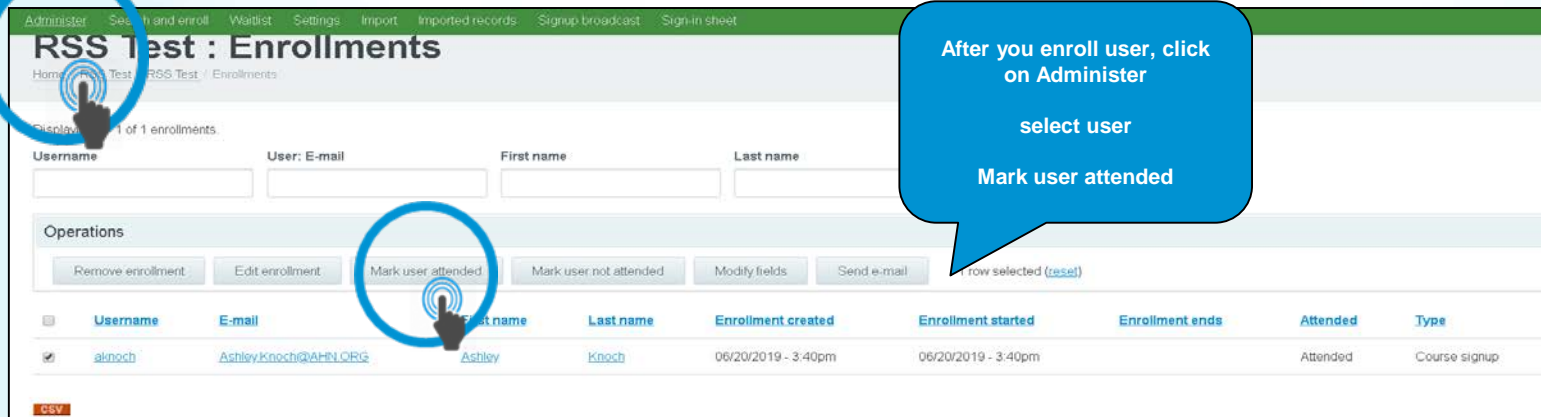 Administer Search and enroll Waitlist Settings Import Imported records Signup broadcast Sign-in sheet
RSS Test : Enrollments
Home / RSS Test / RSS Test / Enrollments
After you enroll user, click
on Administer
select user
Mark user attended
1 of 1 enrollments.
Username User: E-mail First name Last name
Operations
Remove enrollment Edit enrollment Mark user attended Mark user not attended Modify fields Send e-mail 1 row selected (reset)
Username E-mail First name Last name Enrollment created Enrollment started Enrollment ends Attended Type
aknoch Ashley.Knoch@AHN.ORG Ashley Knoch 06/20/2019 - 3:40pm 06/20/2019 - 3:40pm Attended Course signup
CSV